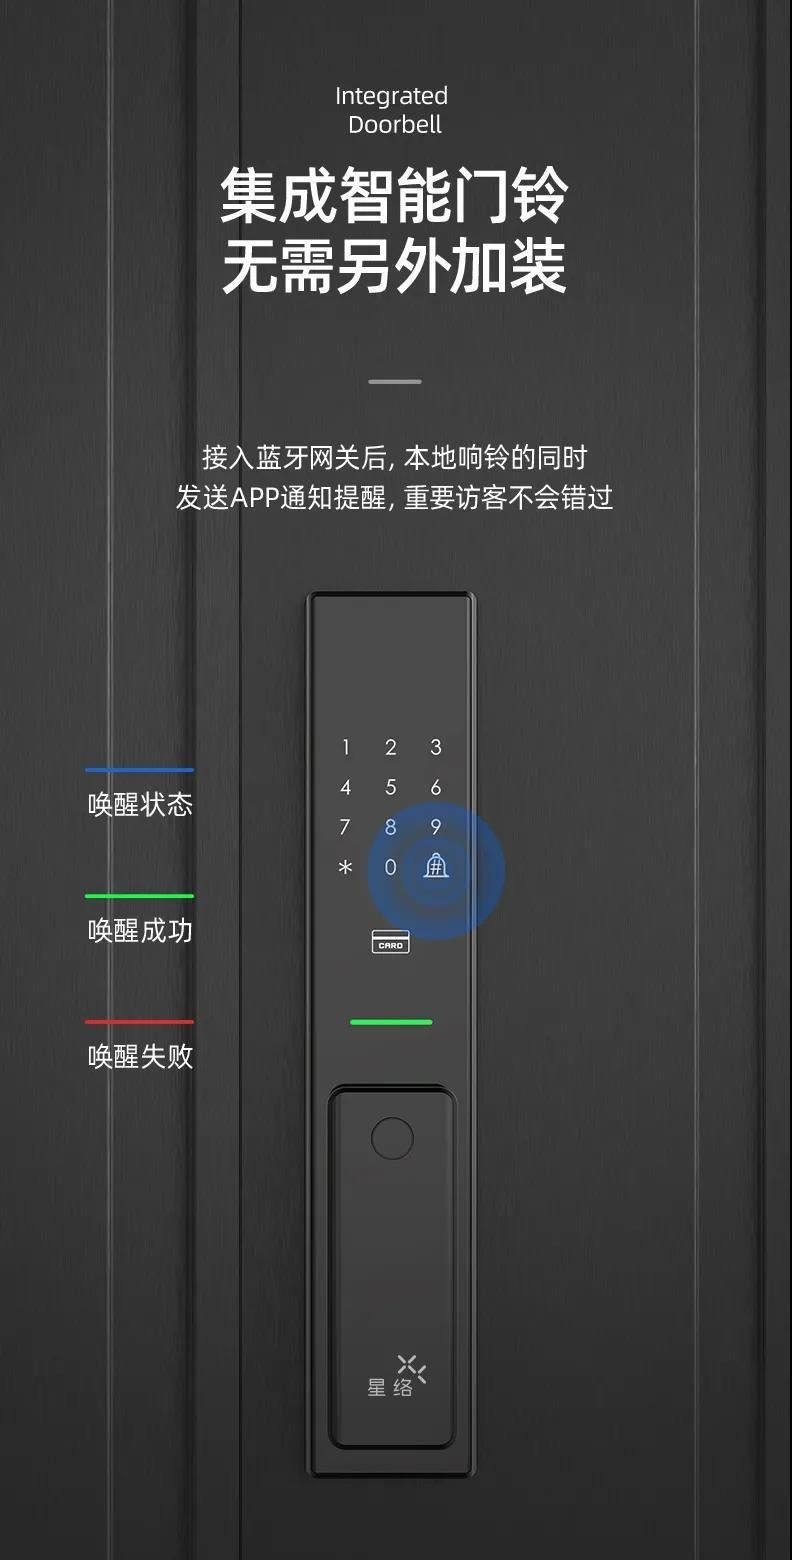 Integrated
Doorbell
集成智能门铃
无需另外加装
接入蓝牙网关后, 本地响铃的同时
发送APP通知提醒, 重要访客不会错过
1 2 3
4 5 6
7 8 9
* 0 #
CARD
唤醒状态
唤醒成功
唤醒失败
星络